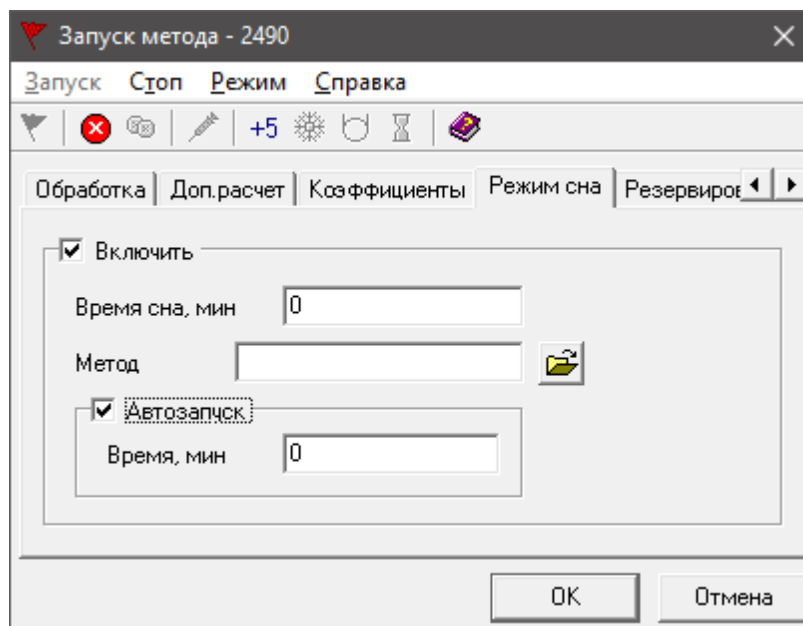 Запуск метода - 2490
Запуск Стоп Режим Справка
+5
Обработка Доп.расчет Коэффициенты Режим сна
Включить
Время сна, мин 0
Метод
Автозапуск
Время, мин 0
OK Отмена